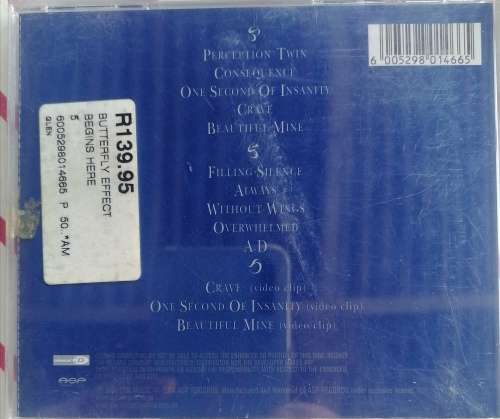 PERCEPTION TWIN
CONSEQUENCE
ONE SECOND OF INSANITY
CRAVE
BEAUTIFUL MINE
FILLING SILENCE
ALWAYS
WITHOUT WINGS
OVERWHELMED
A D
CRAVE (video clip)
ONE SECOND OF INSANITY (video clip)
BEAUTIFUL MINE (video clip)
6 005298 014665
R139.95
BUTTERFLY EFFECT
BEGINS HERE
5
6005298014665 P 50..*AM
QLEN